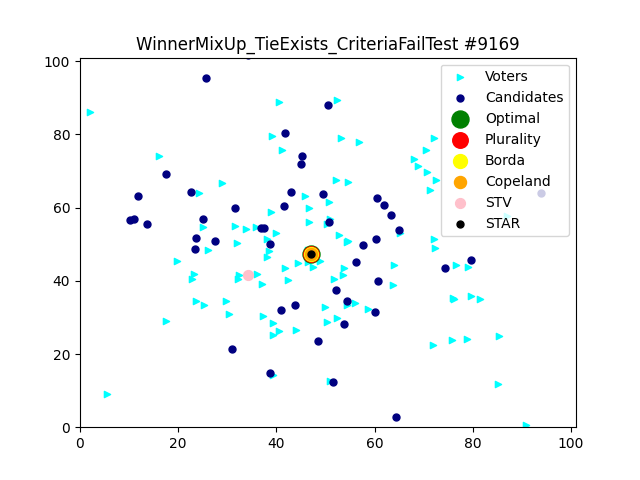 WinnerMixUp_TieExists_CriteriaFailTest #9169
100
80
60
40
20
0
0
20
40
60
80
100
Voters
Candidates
Optimal
Plurality
Borda
Copeland
STV
STAR